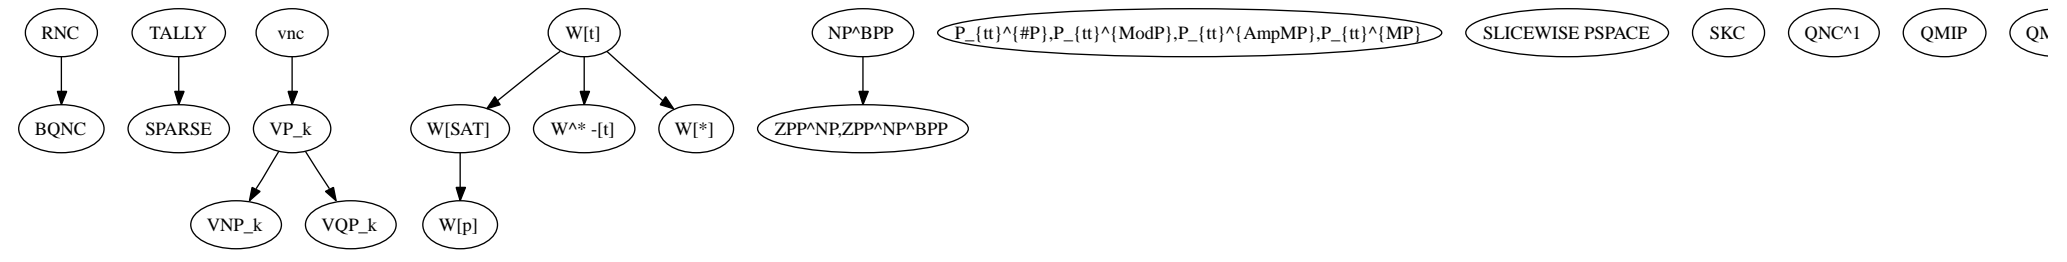 RNC TALLY vnc W[t] NP^BPP P_{tt}^{#P},P_{tt}^{ModP},P_{tt}^{AmpMP},P_{tt}^{MP} SLICEWISE PSPACE SKC QNC^1 QMIP
BQNC SPARSE VP_k W[SAT] W^* -[t] W[*] ZPP^NP,ZPP^NP^BPP
VNP_k VQP_k W[p]